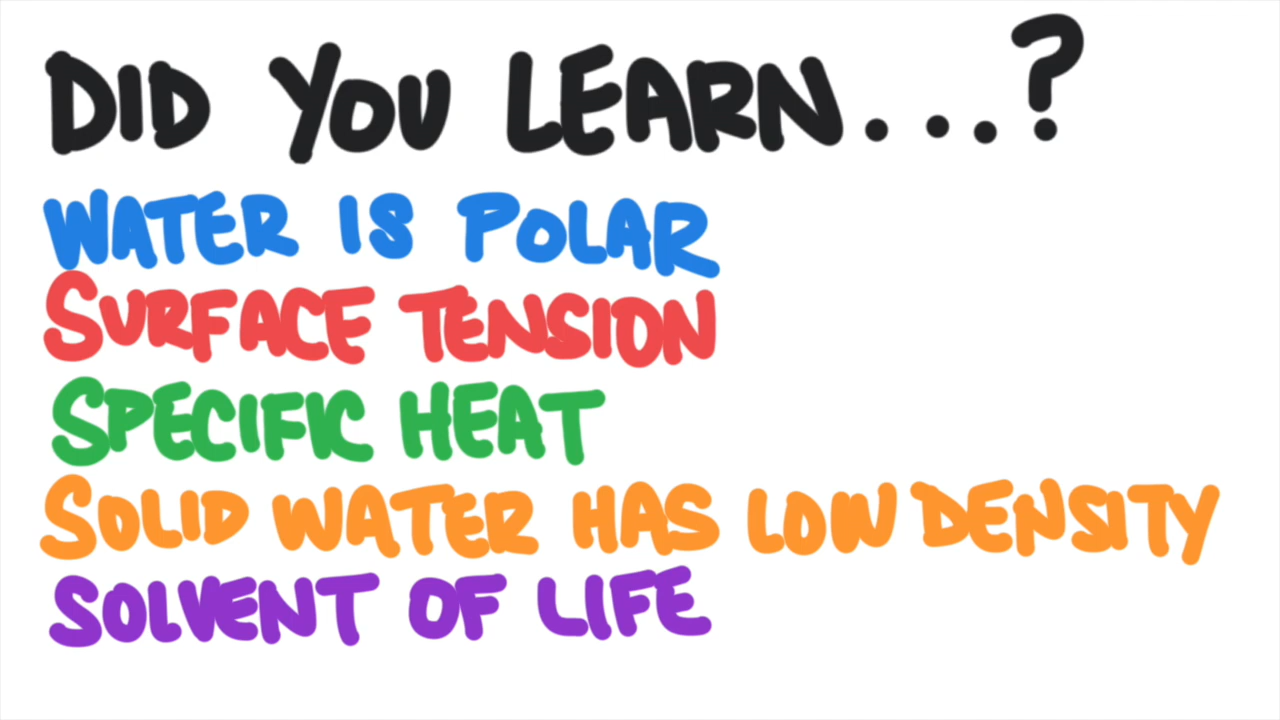 DID YOU LEARN...?
WATER IS POLAR
SURFACE TENSION
SPECIFIC HEAT
SOLID WATER HAS LOW DENSITY
SOLVENT OF LIFE